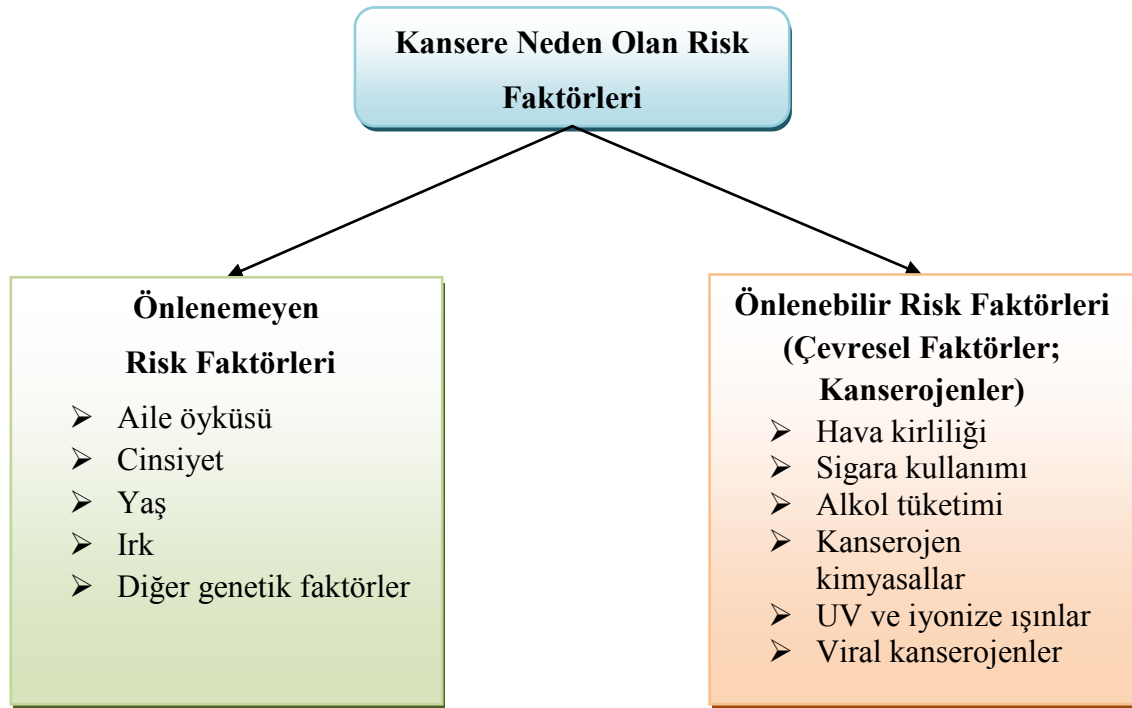 Kansere Neden Olan Risk
Faktörleri
Önlenemeyen
Risk Faktörleri
➢ Aile öyküsü
➢ Cinsiyet
➢ Yaş
➢ Irk
➢ Diğer genetik faktörler
Önlenebilir Risk Faktörleri
(Çevresel Faktörler;
Kanserojenler)
➢ Hava kirliliği
➢ Sigara kullanımı
➢ Alkol tüketimi
➢ Kanserojen
kimyasallar
➢ UV ve iyonize ışınlar
➢ Viral kanserojenler